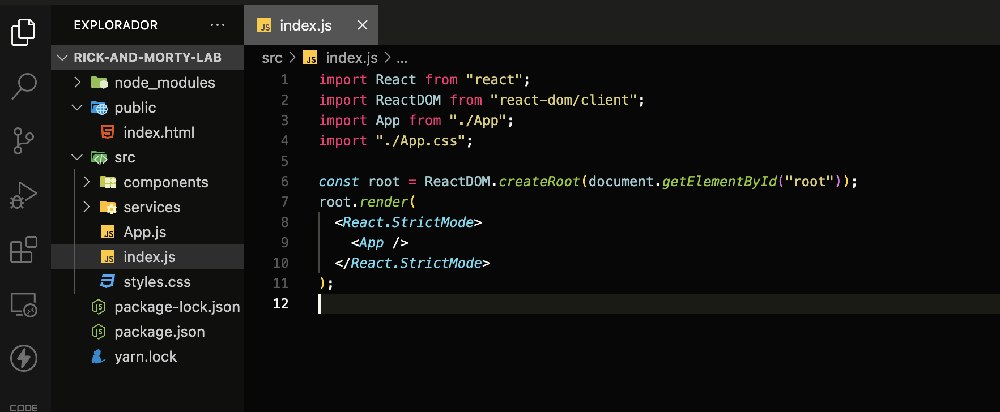 EXPLORADOR
RICK-AND-MORTY-LAB
node_modules
public
index.html
src
components
services
App.js
index.js
styles.css
package-lock.json
package.json
yarn.lock
JS index.js
src > JS index.js > ...
1 import React from "react";
2 import ReactDOM from "react-dom/client";
3 import App from "./App";
4 import "./App.css";
5
6 const root = ReactDOM.createRoot(document.getElementById("root"));
7 root.render(
8 <React.StrictMode>
9 <App />
10 </React.StrictMode>
11 );
12